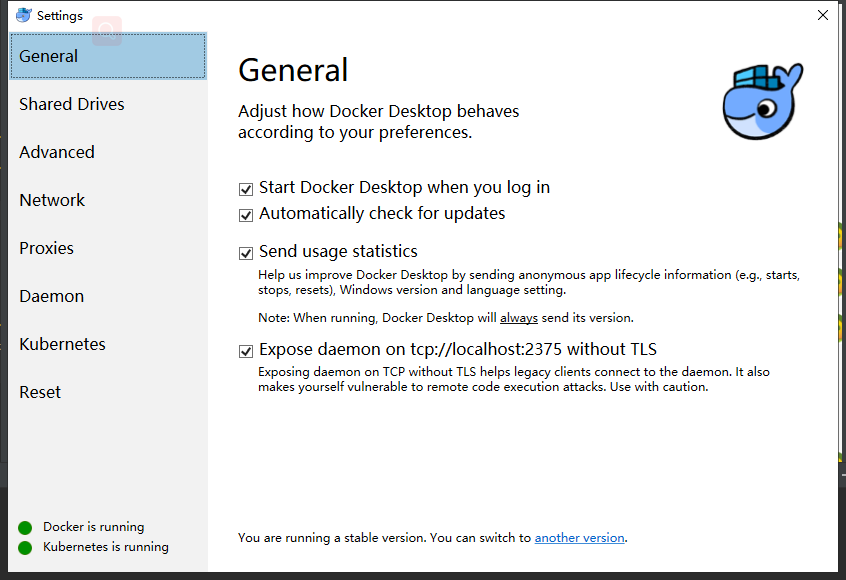 Settings
General
Shared Drives
Advanced
Network
Proxies
Daemon
Kubernetes
Reset
Docker is running
Kubernetes is running
General
Adjust how Docker Desktop behaves
according to your preferences.
Start Docker Desktop when you log in
Automatically check for updates
Send usage statistics
Help us improve Docker Desktop by sending anonymous app lifecycle information (e.g., starts,
stops, resets), Windows version and language setting.
Note: When running, Docker Desktop will always send its version.
Expose daemon on tcp://localhost:2375 without TLS
Exposing daemon on TCP without TLS helps legacy clients connect to the daemon. It also
makes yourself vulnerable to remote code execution attacks. Use with caution.
You are running a stable version. You can switch to another version.